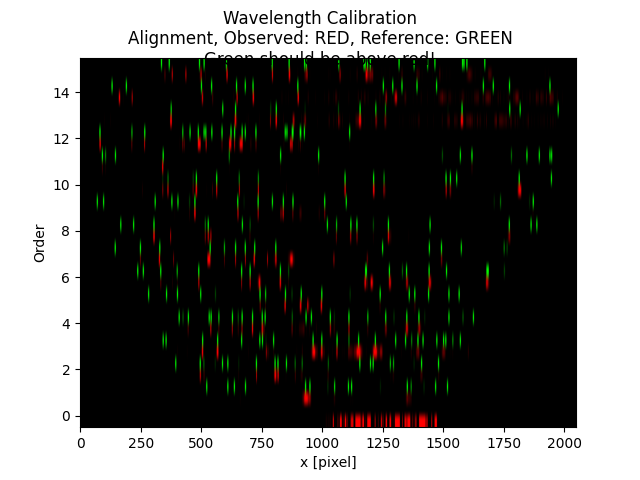 Wavelength Calibration
Alignment, Observed: RED, Reference: GREEN
Green should be above red!
14
12
10
8
6
4
2
0
Order
0 250 500 750 1000 1250 1500 1750 2000
x [pixel]